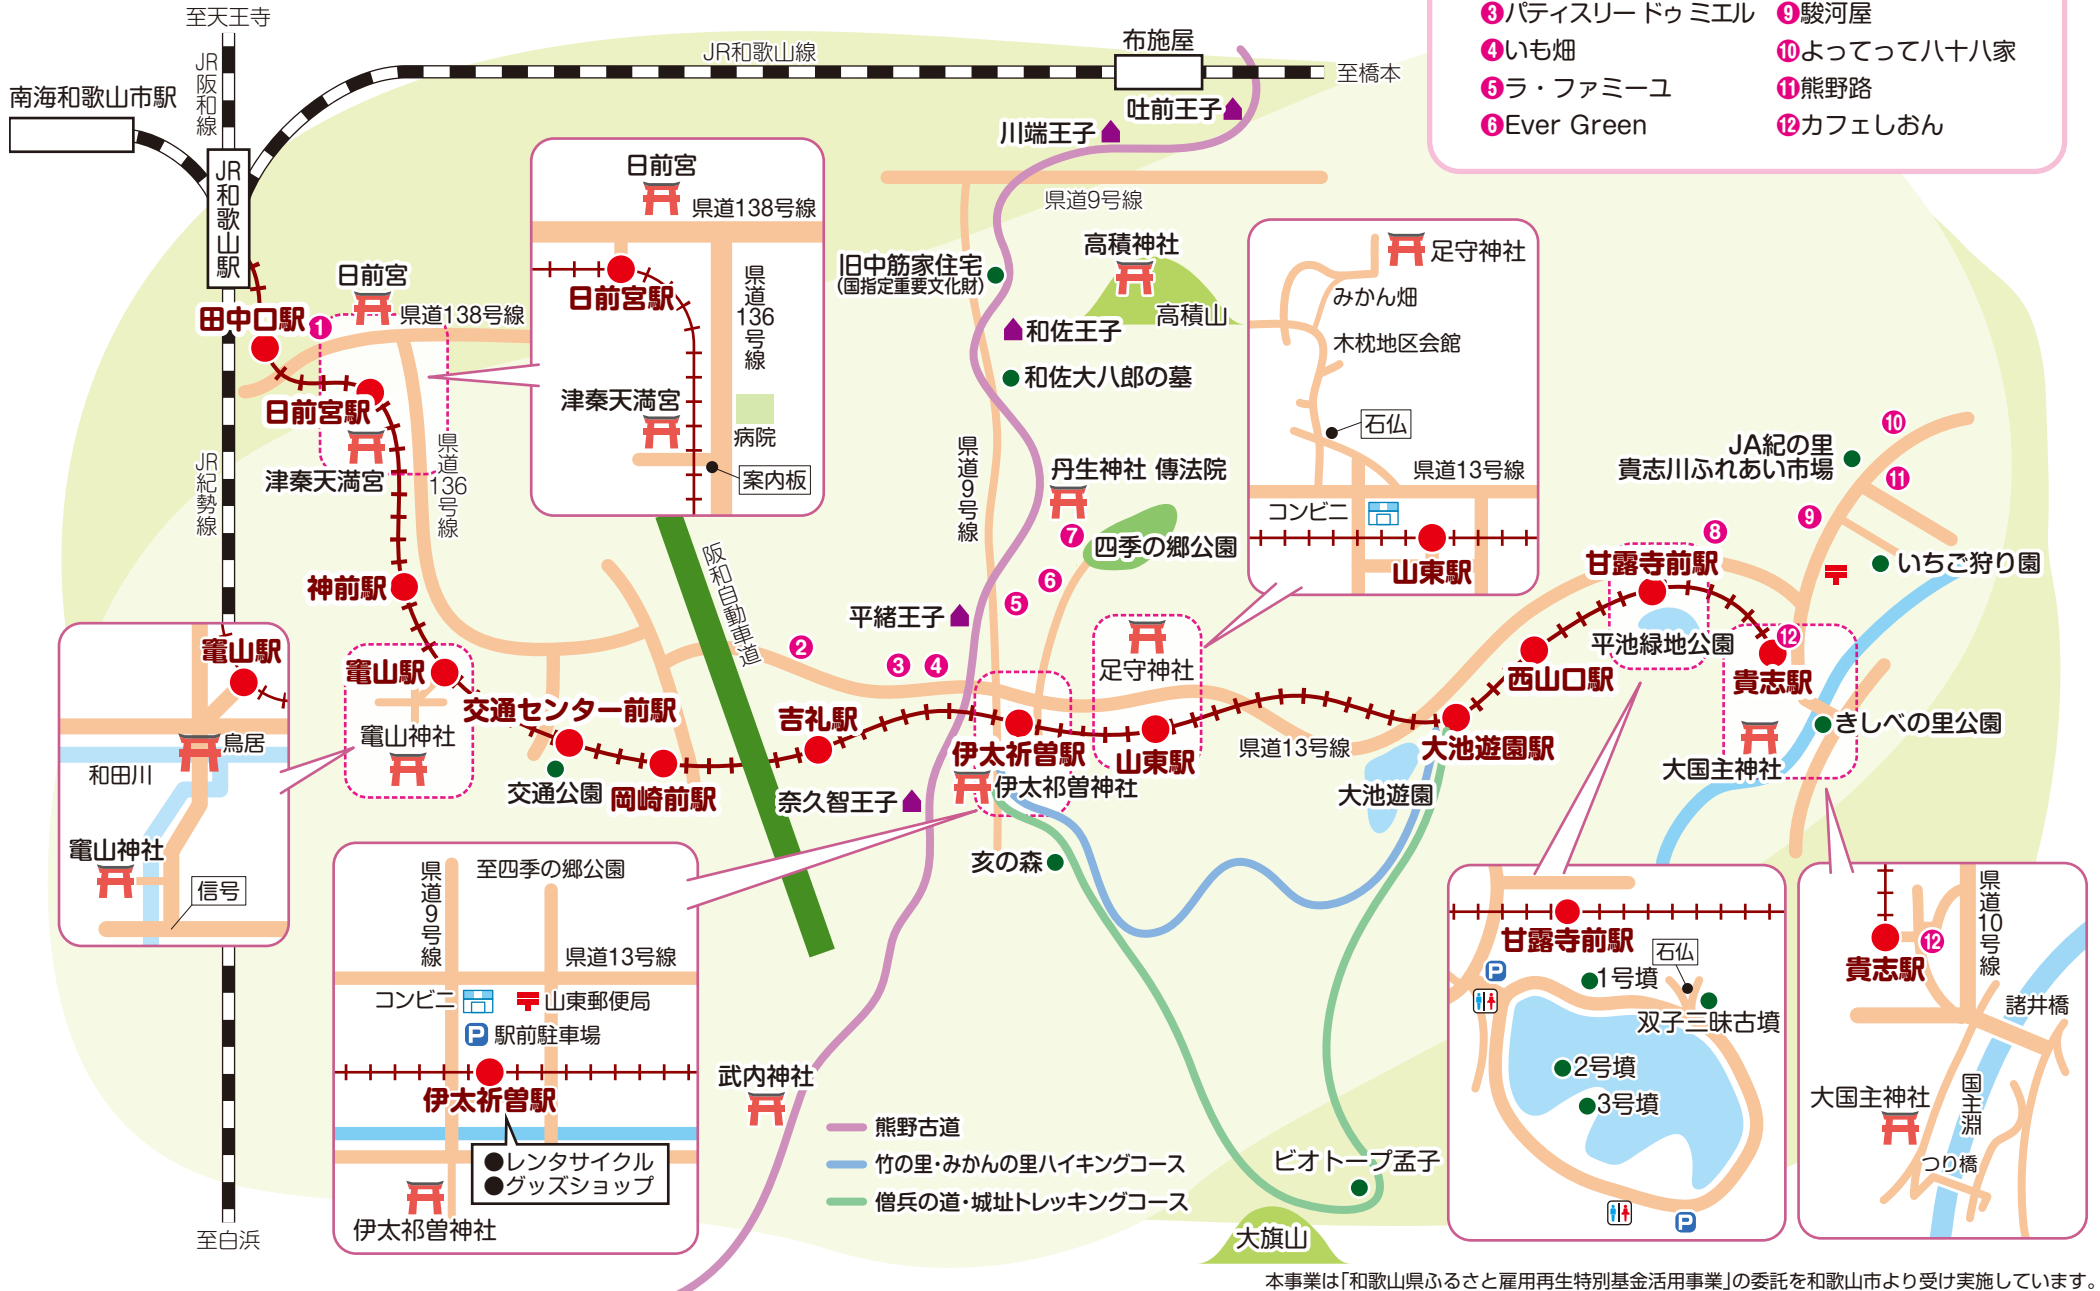 至天王寺
JR阪和線
南海和歌山市駅
JR和歌山駅
JR和歌山線
布施屋
至橋本
❸パティスリー ドゥ ミエル
❹いも畑
❺ラ・ファミーユ
❻Ever Green
❾駿河屋
❿よってって八十八家
⓫熊野路
⓬カフェしおん
吐前王子
川端王子
県道9号線
高積神社
高積山
旧中筋家住宅
(国指定重要文化財)
和佐王子
和佐大八郎の墓
県道9号線
丹生神社 傳法院
❼
四季の郷公園
❻
❺
平緒王子
日前宮
県道138号線
日前宮駅
県道136号線
津秦天満宮
病院
案内板
足守神社
みかん畑
木枕地区会館
石仏
県道13号線
コンビニ
山東駅
日前宮
田中口駅
❶
県道138号線
日前宮駅
津秦天満宮
県道136号線
JR紀勢線
神前駅
阪和自動車道
竈山駅
竈山神社
交通センター前駅
交通公園
岡崎前駅
吉礼駅
❷
❸
❹
奈久智王子
伊太祈曽駅
伊太祁曽神社
足守神社
山東駅
県道13号線
大池遊園駅
大池遊園
西山口駅
甘露寺前駅
❽
平池緑地公園
❾
❿
⓫
JA紀の里
貴志川ふれあい市場
いちご狩り園
⓬
貴志駅
きしべの里公園
大国主神社
亥の森
竈山駅
鳥居
和田川
竈山神社
信号
県道9号線
至四季の郷公園
県道13号線
コンビニ
山東郵便局
P 駅前駐車場
伊太祈曽駅
●レンタサイクル
●グッズショップ
伊太祁曽神社
至白浜
武内神社
熊野古道
竹の里・みかんの里ハイキングコース
僧兵の道・城址トレッキングコース
ビオトープ孟子
大旗山
甘露寺前駅
P
石仏
1号墳
双子三昧古墳
2号墳
3号墳
P
県道10号線
⓬
貴志駅
諸井橋
国主淵
大国主神社
つり橋
本事業は「和歌山県ふるさと雇用再生特別基金活用事業」の委託を和歌山市より受け実施しています。